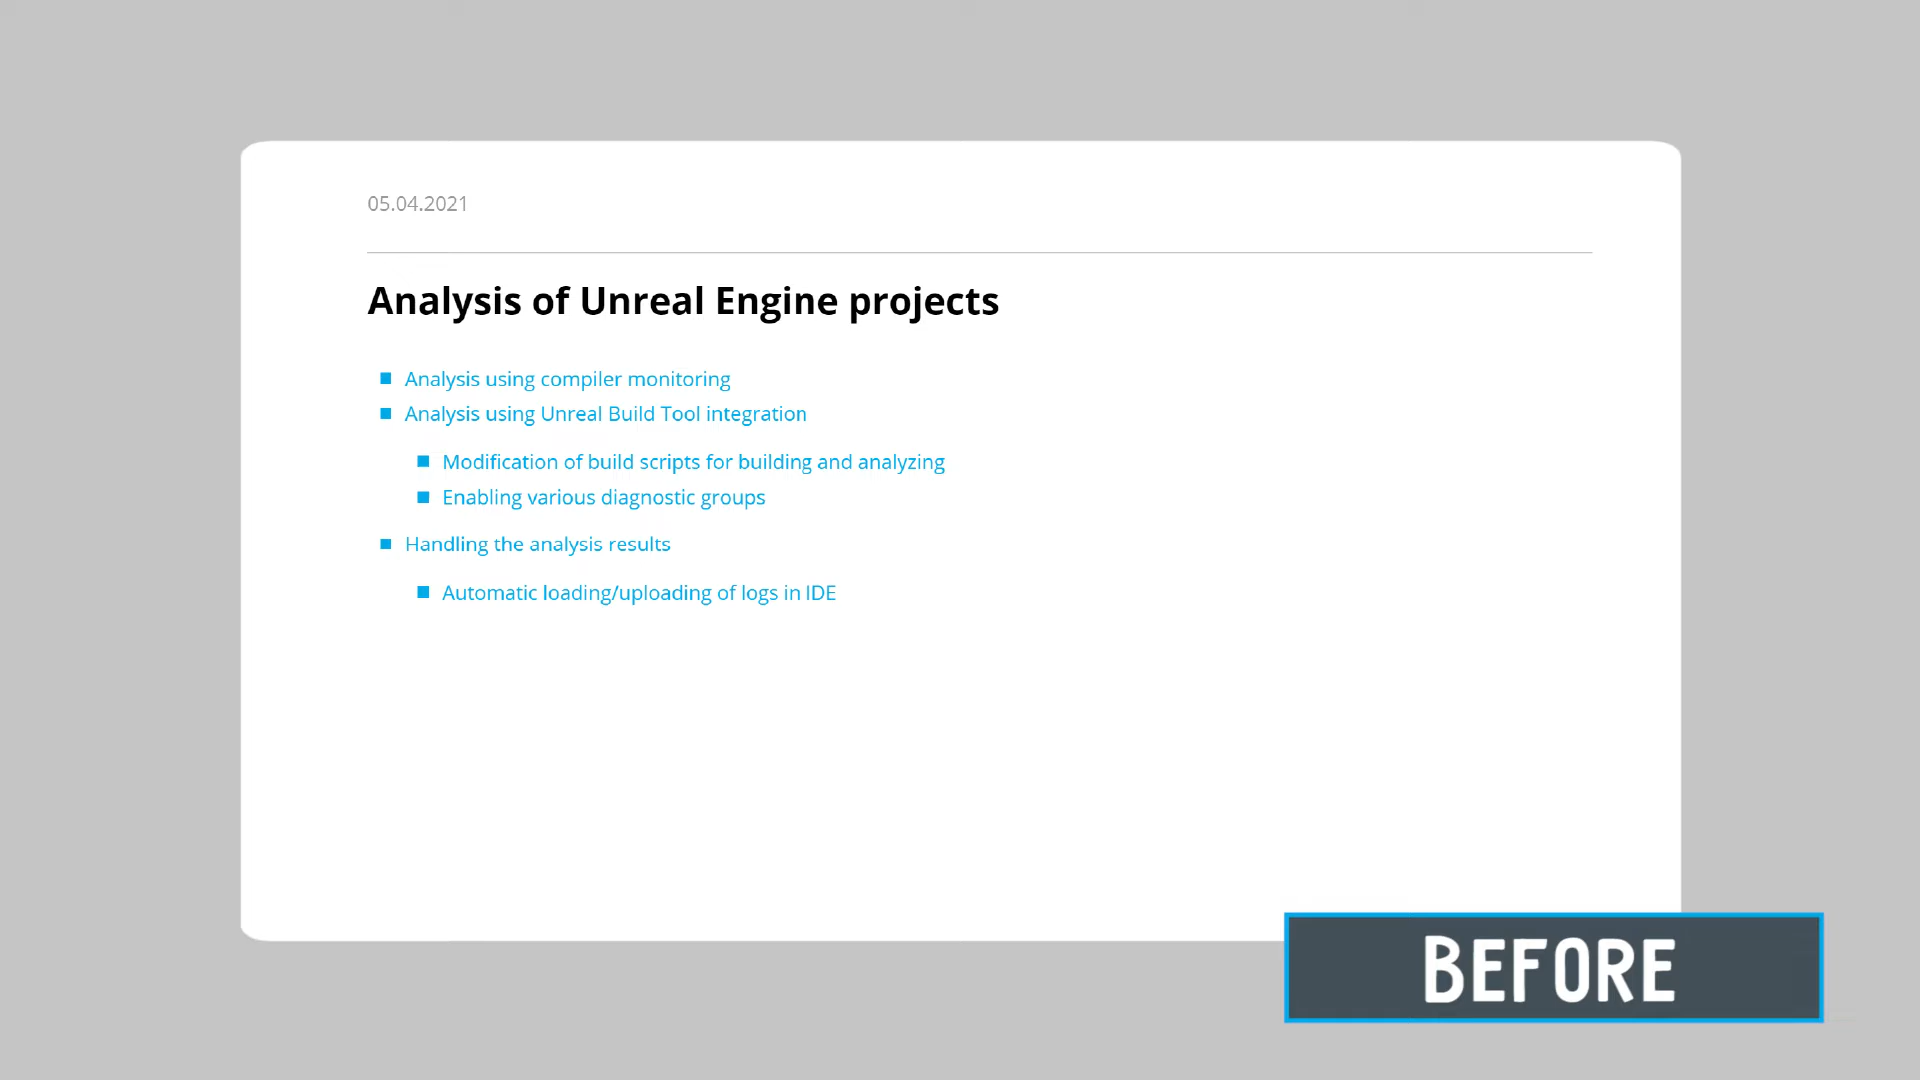 05.04.2021
Analysis of Unreal Engine projects
Analysis using compiler monitoring
Analysis using Unreal Build Tool integration
Modification of build scripts for building and analyzing
Enabling various diagnostic groups
Handling the analysis results
Automatic loading/uploading of logs in IDE
BEFORE